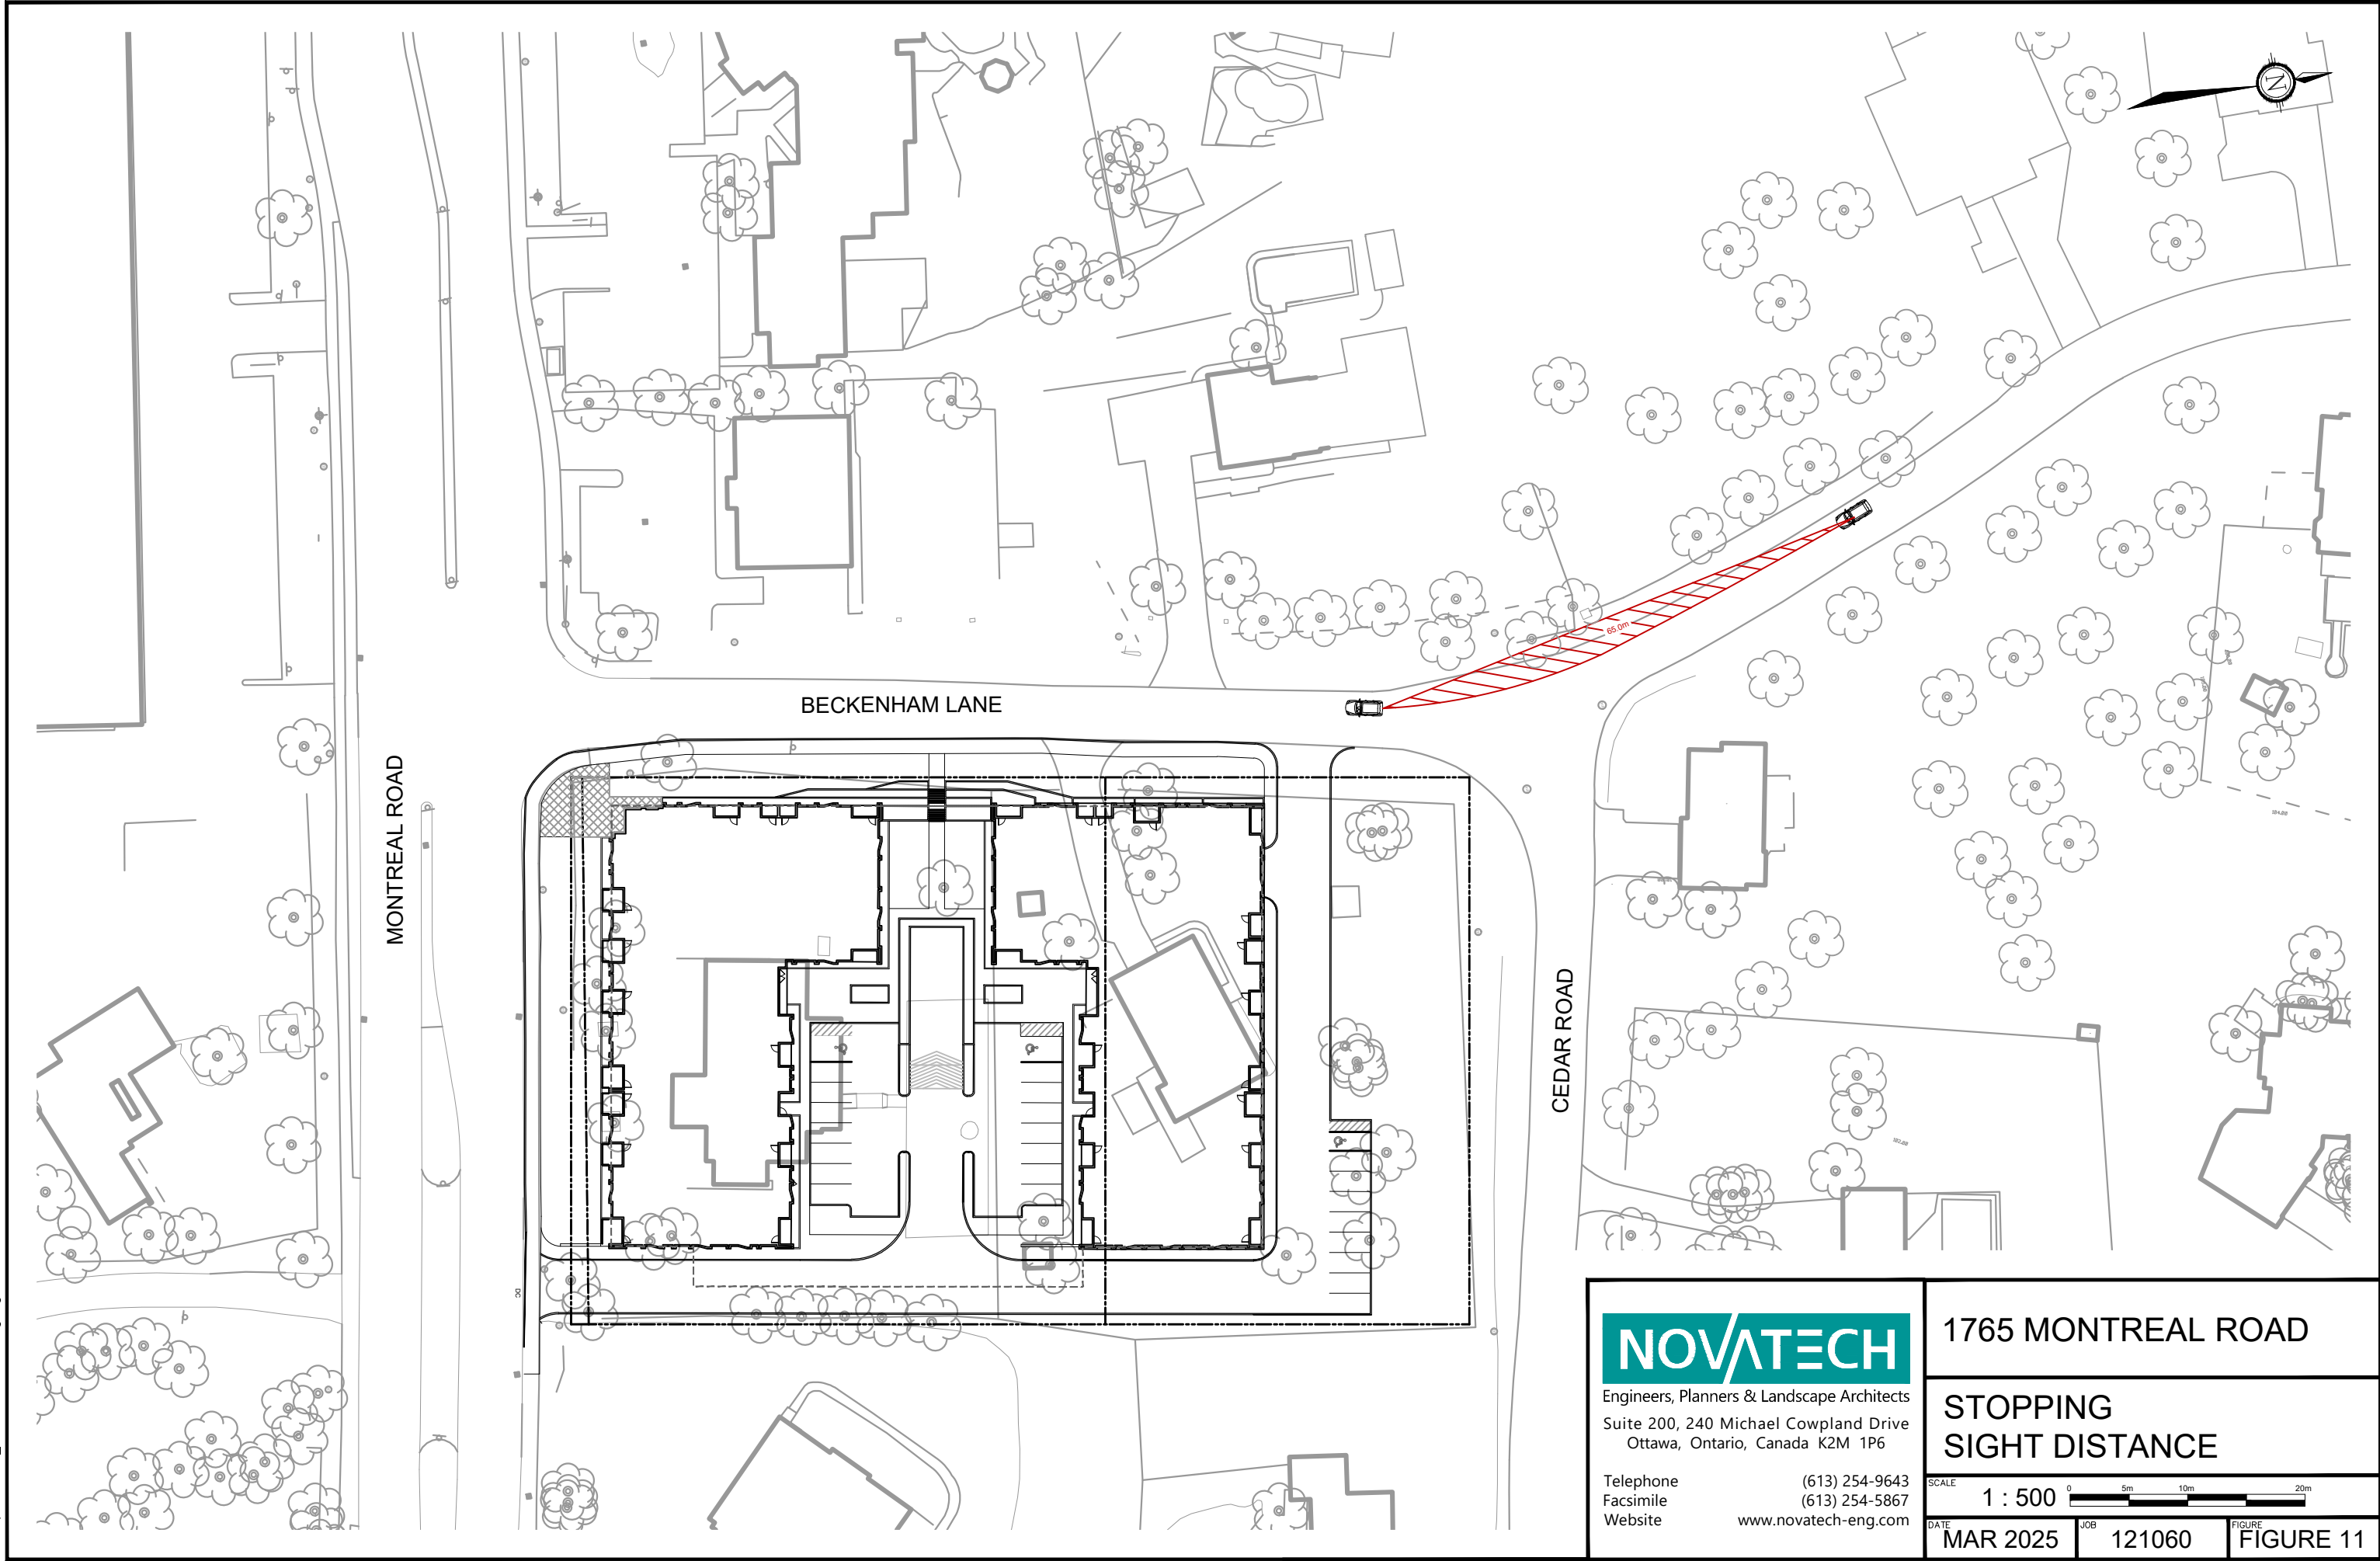 N
65.0m
BECKENHAM LANE
MONTREAL ROAD
CEDAR ROAD
DC
NOVATECH
Engineers, Planners & Landscape Architects
Suite 200, 240 Michael Cowpland Drive
Ottawa, Ontario, Canada K2M 1P6
Telephone (613) 254-9643
Facsimile (613) 254-5867
Website www.novatech-eng.com
1765 MONTREAL ROAD
STOPPING
SIGHT DISTANCE
SCALE
1 : 500
0 5m 10m 20m
DATE
MAR 2025
JOB
121060
FIGURE
FIGURE 11